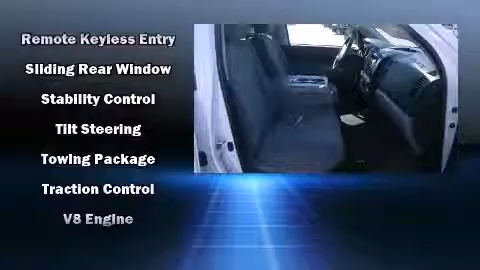 Remote Keyless Entry
Sliding Rear Window
Stability Control
Tilt Steering
Towing Package
Traction Control
V8 Engine